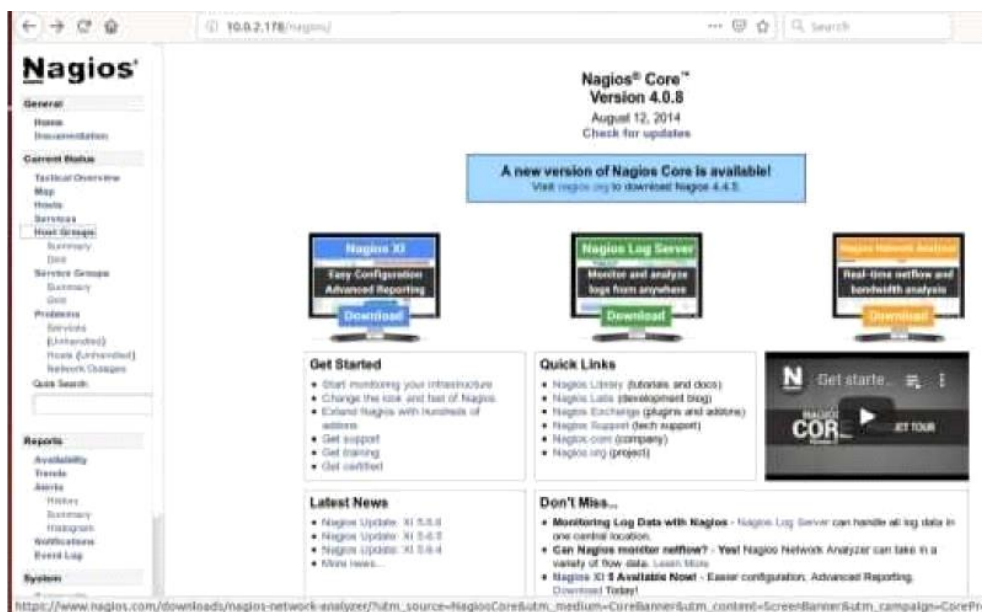 10.0.2.178/nagios/
Search
Nagios®
General
Home
Documentation
Current Status
Tactical Overview
Map
Hosts
Services
Host Groups
Summary
Grid
Service Groups
Summary
Grid
Problems
Services
(Unhandled)
Hosts (Unhandled)
Network Outages
Quick Search:
Reports
Availability
Trends
Alerts
History
Summary
Histogram
Notifications
Event Log
System
Nagios® Core™
Version 4.0.8
August 12, 2014
Check for updates
A new version of Nagios Core is available!
Visit nagios.org to download Nagios 4.4.5.
Nagios XI
Easy Configuration
Advanced Reporting
Download
Nagios Log Server
Monitor and analyze
logs from anywhere
Download
Nagios Network Analyzer
Real-time netflow and
bandwidth analysis
Download
Get Started
Start monitoring your infrastructure
Change the look and feel of Nagios
Extend Nagios with hundreds of
addons
Get support
Get training
Get certified
Quick Links
Nagios Library (tutorials and docs)
Nagios Labs (development blog)
Nagios Exchange (plugins and addons)
Nagios Support (tech support)
Nagios.com (company)
Nagios.org (project)
N Get starte...
CORE JECT TOUR
Latest News
Nagios Update: XI
Nagios Update: XI
Nagios Update: XI
More news...
Don't Miss...
Monitoring Log Data with Nagios - Nagios Log Server can handle all log data in
one central location.
Can Nagios monitor netflow? - Yes! Nagios Network Analyzer can take in a
variety of flow data. Learn More
Nagios XI 5 Available Now! - Easier configuration, Advanced Reporting.
Download Today!
https://www.nagios.com/downloads/nagios-network-analyzer/?utm_source=NagiosCore&utm_medium=CoreBanner&utm_content=ScreenBanner&utm_campaign=CorePro